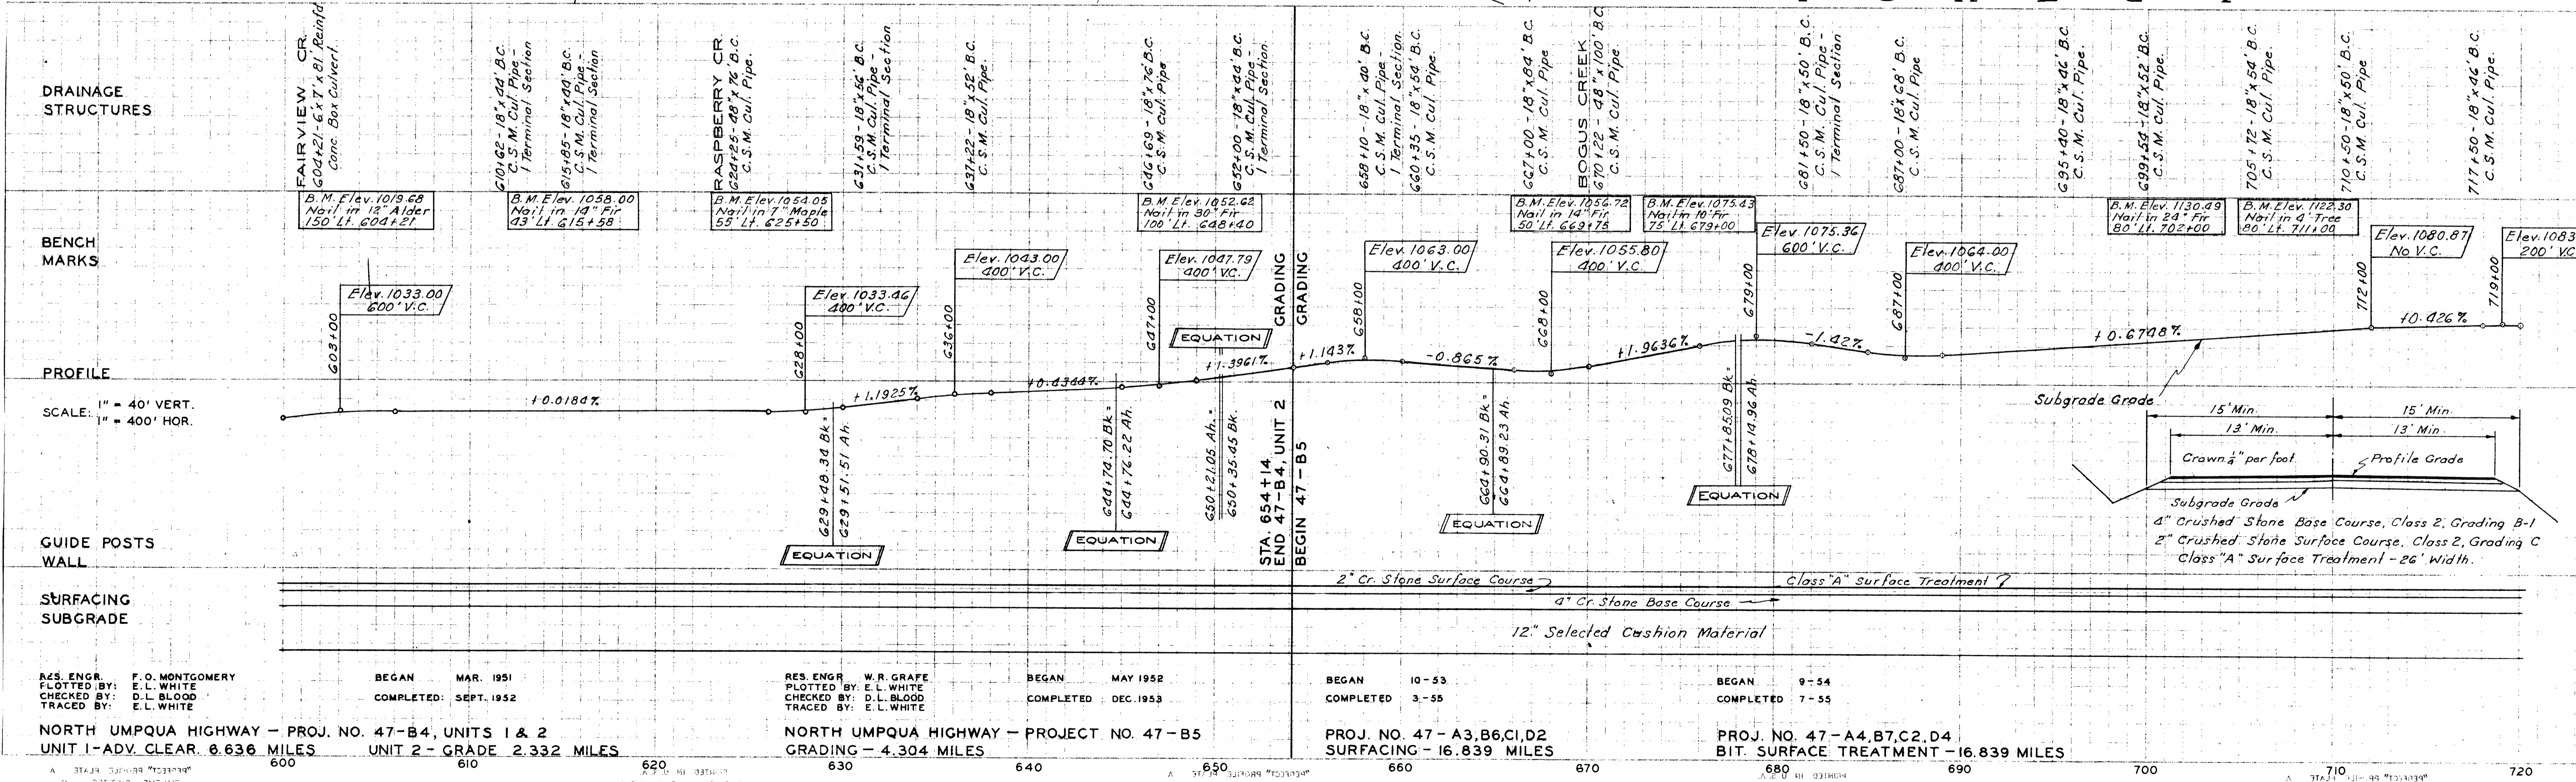 DRAINAGE
STRUCTURES
FAIRVIEW CR.
604+21-6'x7'x81' Reinf'd
Conc. Box Culvert.
610+62-18"x44' B.C.
C.S.M. Cul. Pipe-
1 Terminal Section
615+85-18"x44' B.C.
C.S.M. Cul. Pipe-
1 Terminal Section
RASPBERRY CR.
624+25-48"x76' B.C.
C.S.M. Cul. Pipe.
631+59-18"x56' B.C.
C.S.M. Cul. Pipe-
1 Terminal Section
637+22-18"x52' B.C.
C.S.M. Cul. Pipe.
646+69-18"x76' B.C.
C.S.M. Cul. Pipe
652+00-18"x44' B.C.
C.S.M. Cul. Pipe-
1 Terminal Section.
658+10-18"x40' B.C.
C.S.M. Cul. Pipe-
1 Terminal Section.
660+35-18"x54' B.C.
C.S.M. Cul. Pipe.
667+00-18"x84' B.C.
C.S.M. Cul. Pipe
BOGUS CREEK
670+22-48"x100' B.C.
C.S.M. Cul. Pipe
681+50-18"x50' B.C.
C.S.M. Cul. Pipe-
1 Terminal Section
687+00-18"x68' B.C.
C.S.M. Cul. Pipe
695+40-18"x46' B.C.
C.S.M. Cul. Pipe.
699+54-18"x52' B.C.
C.S.M. Cul. Pipe.
705+72-18"x54' B.C.
C.S.M. Cul. Pipe.
710+50-18"x50' B.C.
C.S.M. Cul. Pipe
717+50-18"x46' B.C.
C.S.M. Cul. Pipe.
BENCH
MARKS
B.M. Elev. 1019.68
Nail in 12" Alder
150' Lt. 604+21
B.M. Elev. 1058.00
Nail in 14" Fir
43' Lt. 615+58
B.M. Elev. 1054.05
Nail in 7" Maple
55' Lt. 625+50
B.M. Elev. 1052.62
Nail in 30" Fir
100' Lt. 648+40
B.M. Elev. 1056.72
Nail in 14" Fir
50' Lt. 669+75
B.M. Elev. 1075.43
Nail in 10" Fir
75' Lt. 679+00
B.M. Elev. 1130.49
Nail in 24" Fir
80' Lt. 702+00
B.M. Elev. 1122.30
Nail in 4' Tree
80' Lt. 711+00
Elev. 1033.00
600' V.C.
603+00
Elev. 1033.46
400' V.C.
628+00
Elev. 1043.00
400' V.C.
636+00
Elev. 1047.79
400' V.C.
647+00
GRADING
GRADING
Elev. 1063.00
400' V.C.
658+00
Elev. 1055.80
400' V.C.
668+00
Elev. 1075.36
600' V.C.
679+00
Elev. 1064.00
400' V.C.
687+00
Elev. 1080.87
No V.C.
712+00
Elev. 1083
200' V.C
719+00
PROFILE
SCALE: 1" = 40' VERT.
1" = 400' HOR.
+0.0184%
+1.1925%
+0.4344%
+1.3961%
+1.143%
-0.865%
+1.9636%
-1.42%
+0.6748%
+0.426%
629+48.34 Bk =
629+51.51 Ah.
EQUATION
644+74.70 Bk =
644+76.22 Ah.
EQUATION
EQUATION
650+21.05 Ah. =
650+35.45 Bk.
STA. 654+14
END 47-B4, UNIT 2
BEGIN 47-B5
664+90.31 Bk =
664+89.23 Ah.
EQUATION
677+85.09 Bk =
678+14.96 Ah.
EQUATION
Subgrade Grade
15' Min. 15' Min.
13' Min. 13' Min.
Crown ¼" per foot Profile Grade
Subgrade Grade
4" Crushed Stone Base Course, Class 2, Grading B-1
2" Crushed Stone Surface Course, Class 2, Grading C
Class "A" Surface Treatment - 26' Width.
GUIDE POSTS
WALL
SURFACING
SUBGRADE
2" Cr. Stone Surface Course
Class "A" Surface Treatment
4" Cr. Stone Base Course
12" Selected Cushion Material
RES. ENGR. F.O. MONTGOMERY
PLOTTED BY: E.L. WHITE
CHECKED BY: D.L. BLOOD
TRACED BY: E.L. WHITE
BEGAN MAR. 1951
COMPLETED: SEPT. 1952
NORTH UMPQUA HIGHWAY - PROJ. NO. 47-B4, UNITS 1 & 2
UNIT 1-ADV. CLEAR. 6.636 MILES UNIT 2 - GRADE 2.332 MILES
RES. ENGR W.R. GRAFE
PLOTTED BY: E.L. WHITE
CHECKED BY: D.L. BLOOD
TRACED BY: E.L. WHITE
BEGAN MAY 1952
COMPLETED DEC. 1953
NORTH UMPQUA HIGHWAY - PROJECT NO. 47-B5
GRADING - 4.304 MILES
BEGAN 10-53
COMPLETED 3-55
PROJ. NO. 47-A3,B6,C1,D2
SURFACING - 16.839 MILES
BEGAN 9-54
COMPLETED 7-55
PROJ. NO. 47-A4,B7,C2,D4
BIT. SURFACE TREATMENT - 16.839 MILES
600 610 620 630 640 650 660 670 680 690 700 710 720